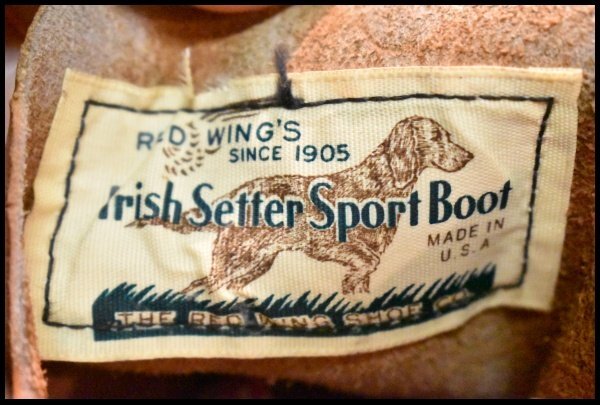 RED WING'S
SINCE 1905
Irish Setter Sport Boot
MADE IN
U.S.A
THE RED WING SHOE CO.